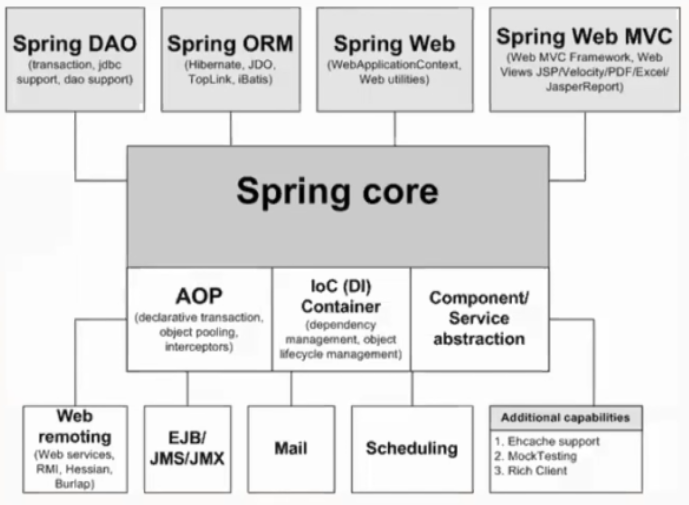 Spring DAO
(transaction, jdbc
support, dao support)
Spring ORM
(Hibernate, JDO,
TopLink, iBatis)
Spring Web
(WebApplicationContext,
Web utilities)
Spring Web MVC
(Web MVC Framework, Web
Views JSP/Velocity/PDF/Excel/
JasperReport)
Spring core
AOP
(declarative transaction,
object pooling,
interceptors)
IoC (DI)
Container
(dependency
management, object
lifecycle management)
Component/
Service
abstraction
Web
remoting
(Web services,
RMI, Hessian,
Burlap)
EJB/
JMS/JMX
Mail
Scheduling
Additional capabilities
1. Ehcache support
2. MockTesting
3. Rich Client